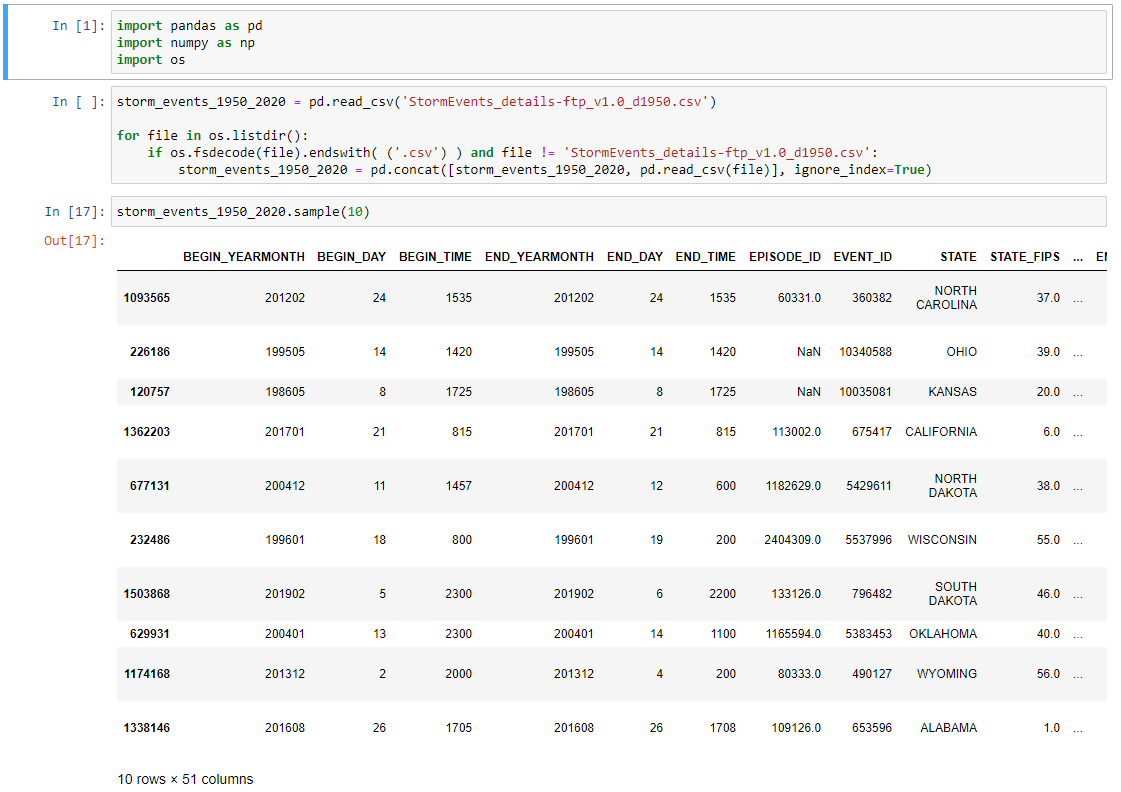 In [1]: import pandas as pd
import numpy as np
import os
In [ ]: storm_events_1950_2020 = pd.read_csv('StormEvents_details-ftp_v1.0_d1950.csv')
for file in os.listdir():
    if os.fsdecode(file).endswith( ('.csv') ) and file != 'StormEvents_details-ftp_v1.0_d1950.csv':
        storm_events_1950_2020 = pd.concat([storm_events_1950_2020, pd.read_csv(file)], ignore_index=True)
In [17]: storm_events_1950_2020.sample(10)
Out[17]:
BEGIN_YEARMONTH BEGIN_DAY BEGIN_TIME END_YEARMONTH END_DAY END_TIME EPISODE_ID EVENT_ID STATE STATE_FIPS ...
1093565 201202 24 1535 201202 24 1535 60331.0 360382 NORTH CAROLINA 37.0 ...
226186 199505 14 1420 199505 14 1420 NaN 10340588 OHIO 39.0 ...
120757 198605 8 1725 198605 8 1725 NaN 10035081 KANSAS 20.0 ...
1362203 201701 21 815 201701 21 815 113002.0 675417 CALIFORNIA 6.0 ...
677131 200412 11 1457 200412 12 600 1182629.0 5429611 NORTH DAKOTA 38.0 ...
232486 199601 18 800 199601 19 200 2404309.0 5537996 WISCONSIN 55.0 ...
1503868 201902 5 2300 201902 6 2200 133126.0 796482 SOUTH DAKOTA 46.0 ...
629931 200401 13 2300 200401 14 1100 1165594.0 5383453 OKLAHOMA 40.0 ...
1174168 201312 2 2000 201312 4 200 80333.0 490127 WYOMING 56.0 ...
1338146 201608 26 1705 201608 26 1708 109126.0 653596 ALABAMA 1.0 ...
10 rows × 51 columns